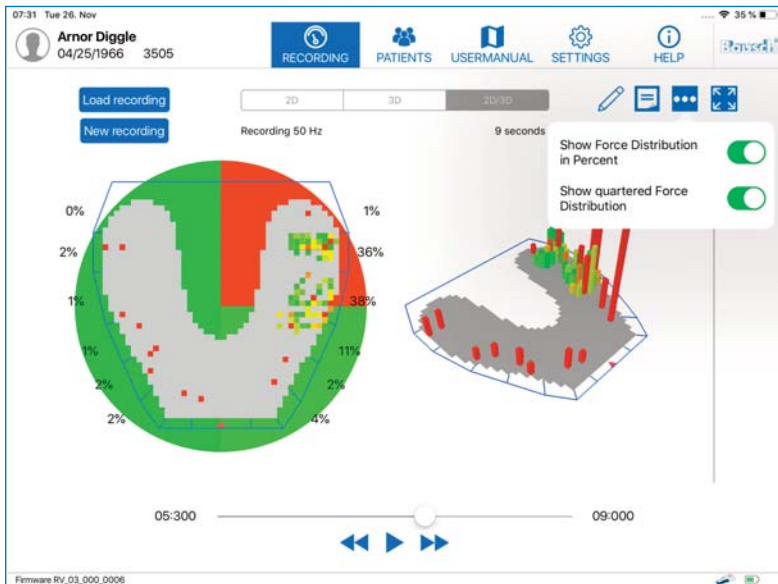 07:31 Tue 26. Nov
35 %
Arnor Diggle
04/25/1966 3505
RECORDING
PATIENTS
USERMANUAL
SETTINGS
HELP
Bausch
Load recording
New recording
2D
3D
2D/3D
Recording 50 Hz
9 seconds
Show Force Distribution
in Percent
Show quartered Force
Distribution
0%
1%
2%
36%
1%
38%
1%
11%
2%
2%
2%
4%
05:300
09:000
Firmware RV_03_000_0006